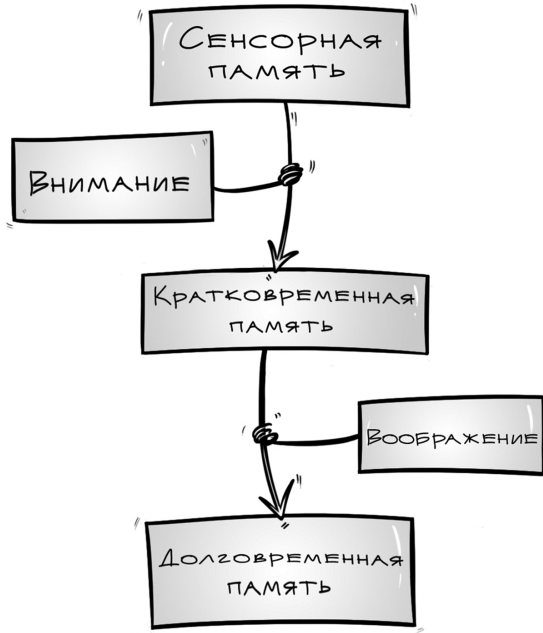 Сенсорная
память
Внимание
Кратковременная
память
Воображение
Долговременная
память